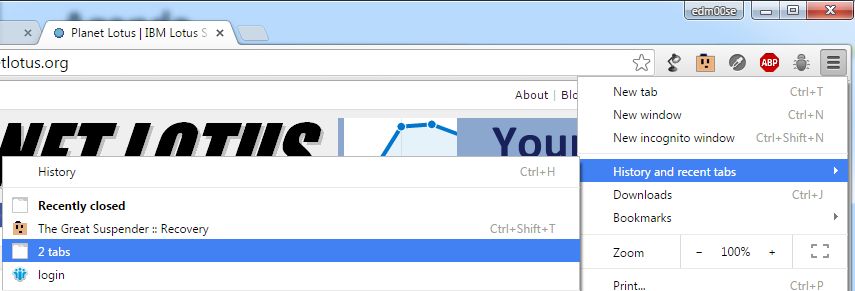 edm00se
Planet Lotus | IBM Lotus S
tlotus.org
ABP
About | Blo
NET LOTUS
Your
New tab Ctrl+T
New window Ctrl+N
New incognito window Ctrl+Shift+N
History and recent tabs
Downloads Ctrl+J
Bookmarks
Zoom − 100% +
Print... Ctrl+P
History Ctrl+H
Recently closed
The Great Suspender :: Recovery Ctrl+Shift+T
2 tabs
login